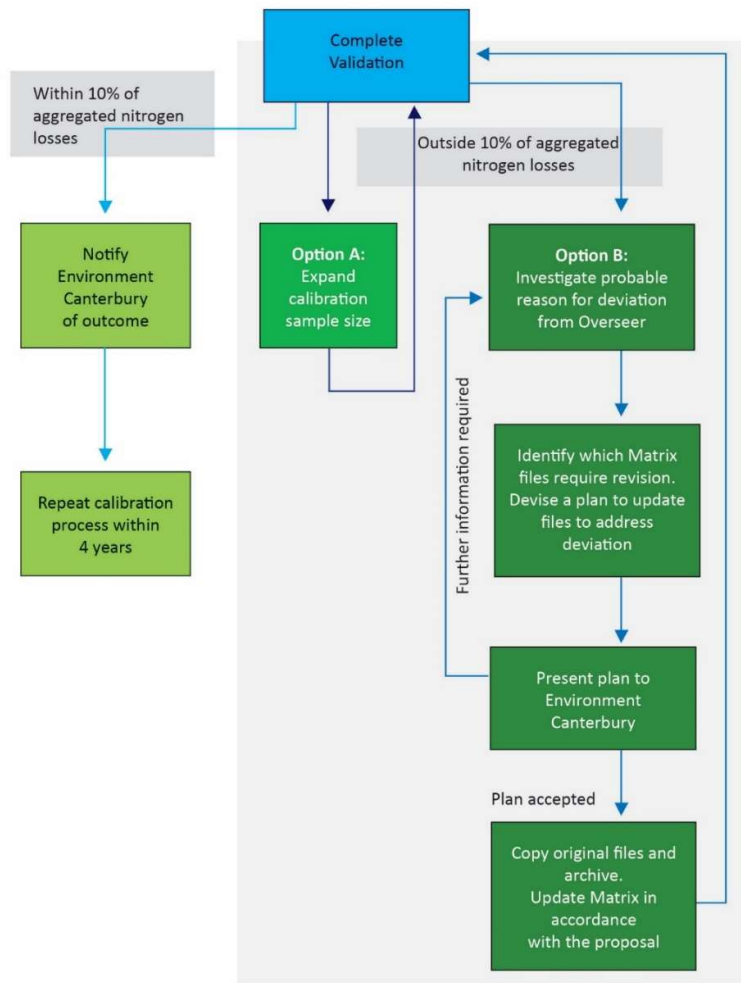 Complete
Validation
Within 10% of
aggregated nitrogen
losses
Outside 10% of aggregated
nitrogen losses
Notify
Environment
Canterbury
of outcome
Option A:
Expand
calibration
sample size
Option B:
Investigate probable
reason for deviation
from Overseer
Repeat calibration
process within
4 years
Further information required
Identify which Matrix
files require revision.
Devise a plan to update
files to address
deviation
Present plan to
Environment
Canterbury
Plan accepted
Copy original files and
archive.
Update Matrix in
accordance
with the proposal